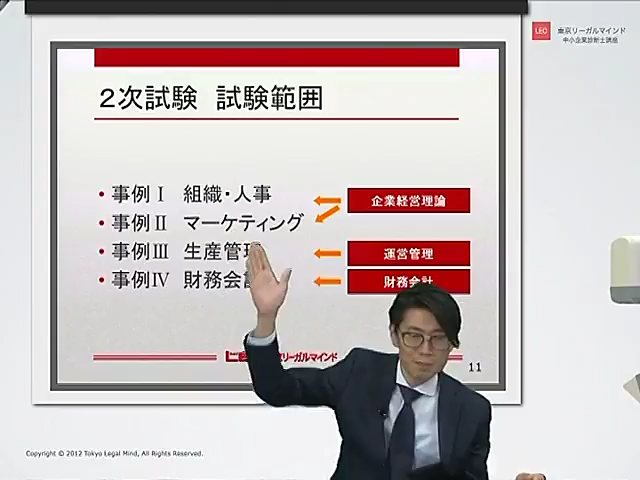 LEC 東京リーガルマインド
中小企業診断士講座
2次試験 試験範囲
• 事例Ⅰ 組織・人事
企業経営理論
• 事例Ⅱ マーケティング
• 事例Ⅲ 生産管理
運営管理
• 事例Ⅳ 財務会
財務会計
京リーガルマインド
11
Copyright © 2012 Tokyo Legal Mind, All Rights Reserved.